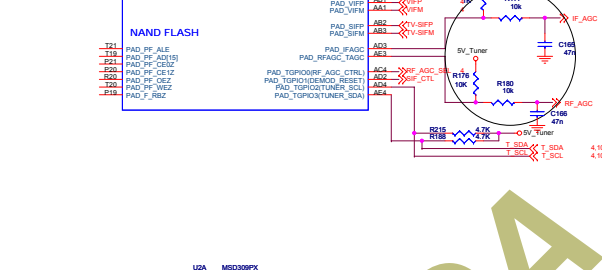 PAD_VIFP VIFP
PAD_VIFM AA1 VIFM
10k
IF_AGC
NAND FLASH
PAD_SIFP AB2 TV-SIFP
PAD_SIFM AB3 TV-SIFM
C165
47n
T21 PAD_PF_ALE PAD_IFAGC AD3
T19 PAD_PF_AD[15] PAD_RFAGC_TAGC AE3
5V_Tuner
P21 PAD_PF_CE0Z
P20 PAD_PF_CE1Z PAD_TGPIO0(RF_AGC_CTRL) AC4 RF_AGC_SEL
R20 PAD_PF_OEZ PAD_TGPIO1(DEMOD_RESET) AD2 SIF_CTL
T20 PAD_PF_WEZ PAD_TGPIO2(TUNER_SCL) AD4
P19 PAD_F_RBZ PAD_TGPIO3(TUNER_SDA) AE4
R176
10K
R180
10k
RF_AGC
C166
47n
R215 4.7K
R188 4.7K
5V_Tuner
T_SDA T_SDA
T_SCL T_SCL
U2A MSD309PX